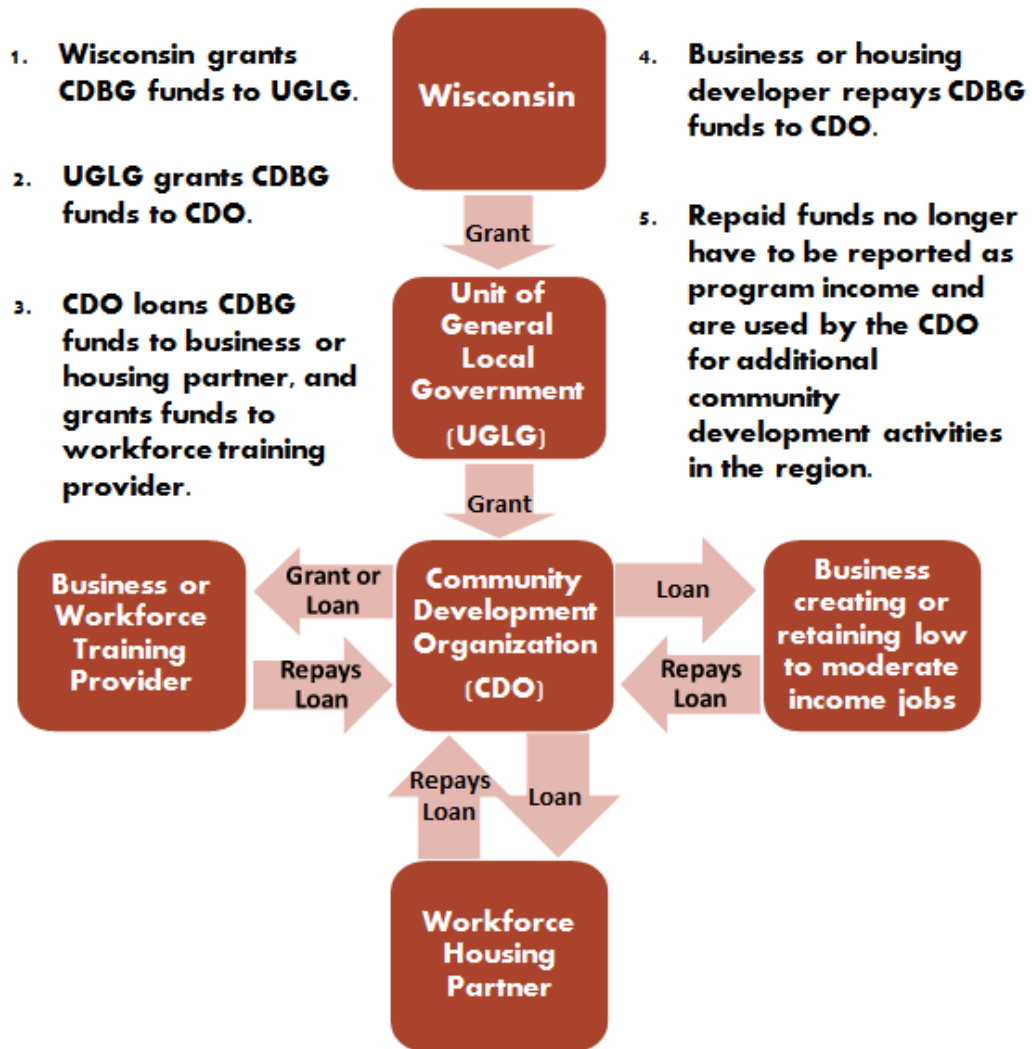 1. Wisconsin grants
CDBG funds to UGLG.
2. UGLG grants CDBG
funds to CDO.
3. CDO loans CDBG
funds to business or
housing partner, and
grants funds to
workforce training
provider.
4. Business or housing
developer repays CDBG
funds to CDO.
5. Repaid funds no longer
have to be reported as
program income and
are used by the CDO
for additional
community
development activities
in the region.
Wisconsin
Grant
Unit of
General
Local
Government
(UGLG)
Grant
Business or
Workforce
Training
Provider
Grant or
Loan
Repays
Loan
Community
Development
Organization
(CDO)
Loan
Repays
Loan
Business
creating or
retaining low
to moderate
income jobs
Repays
Loan
Loan
Workforce
Housing
Partner